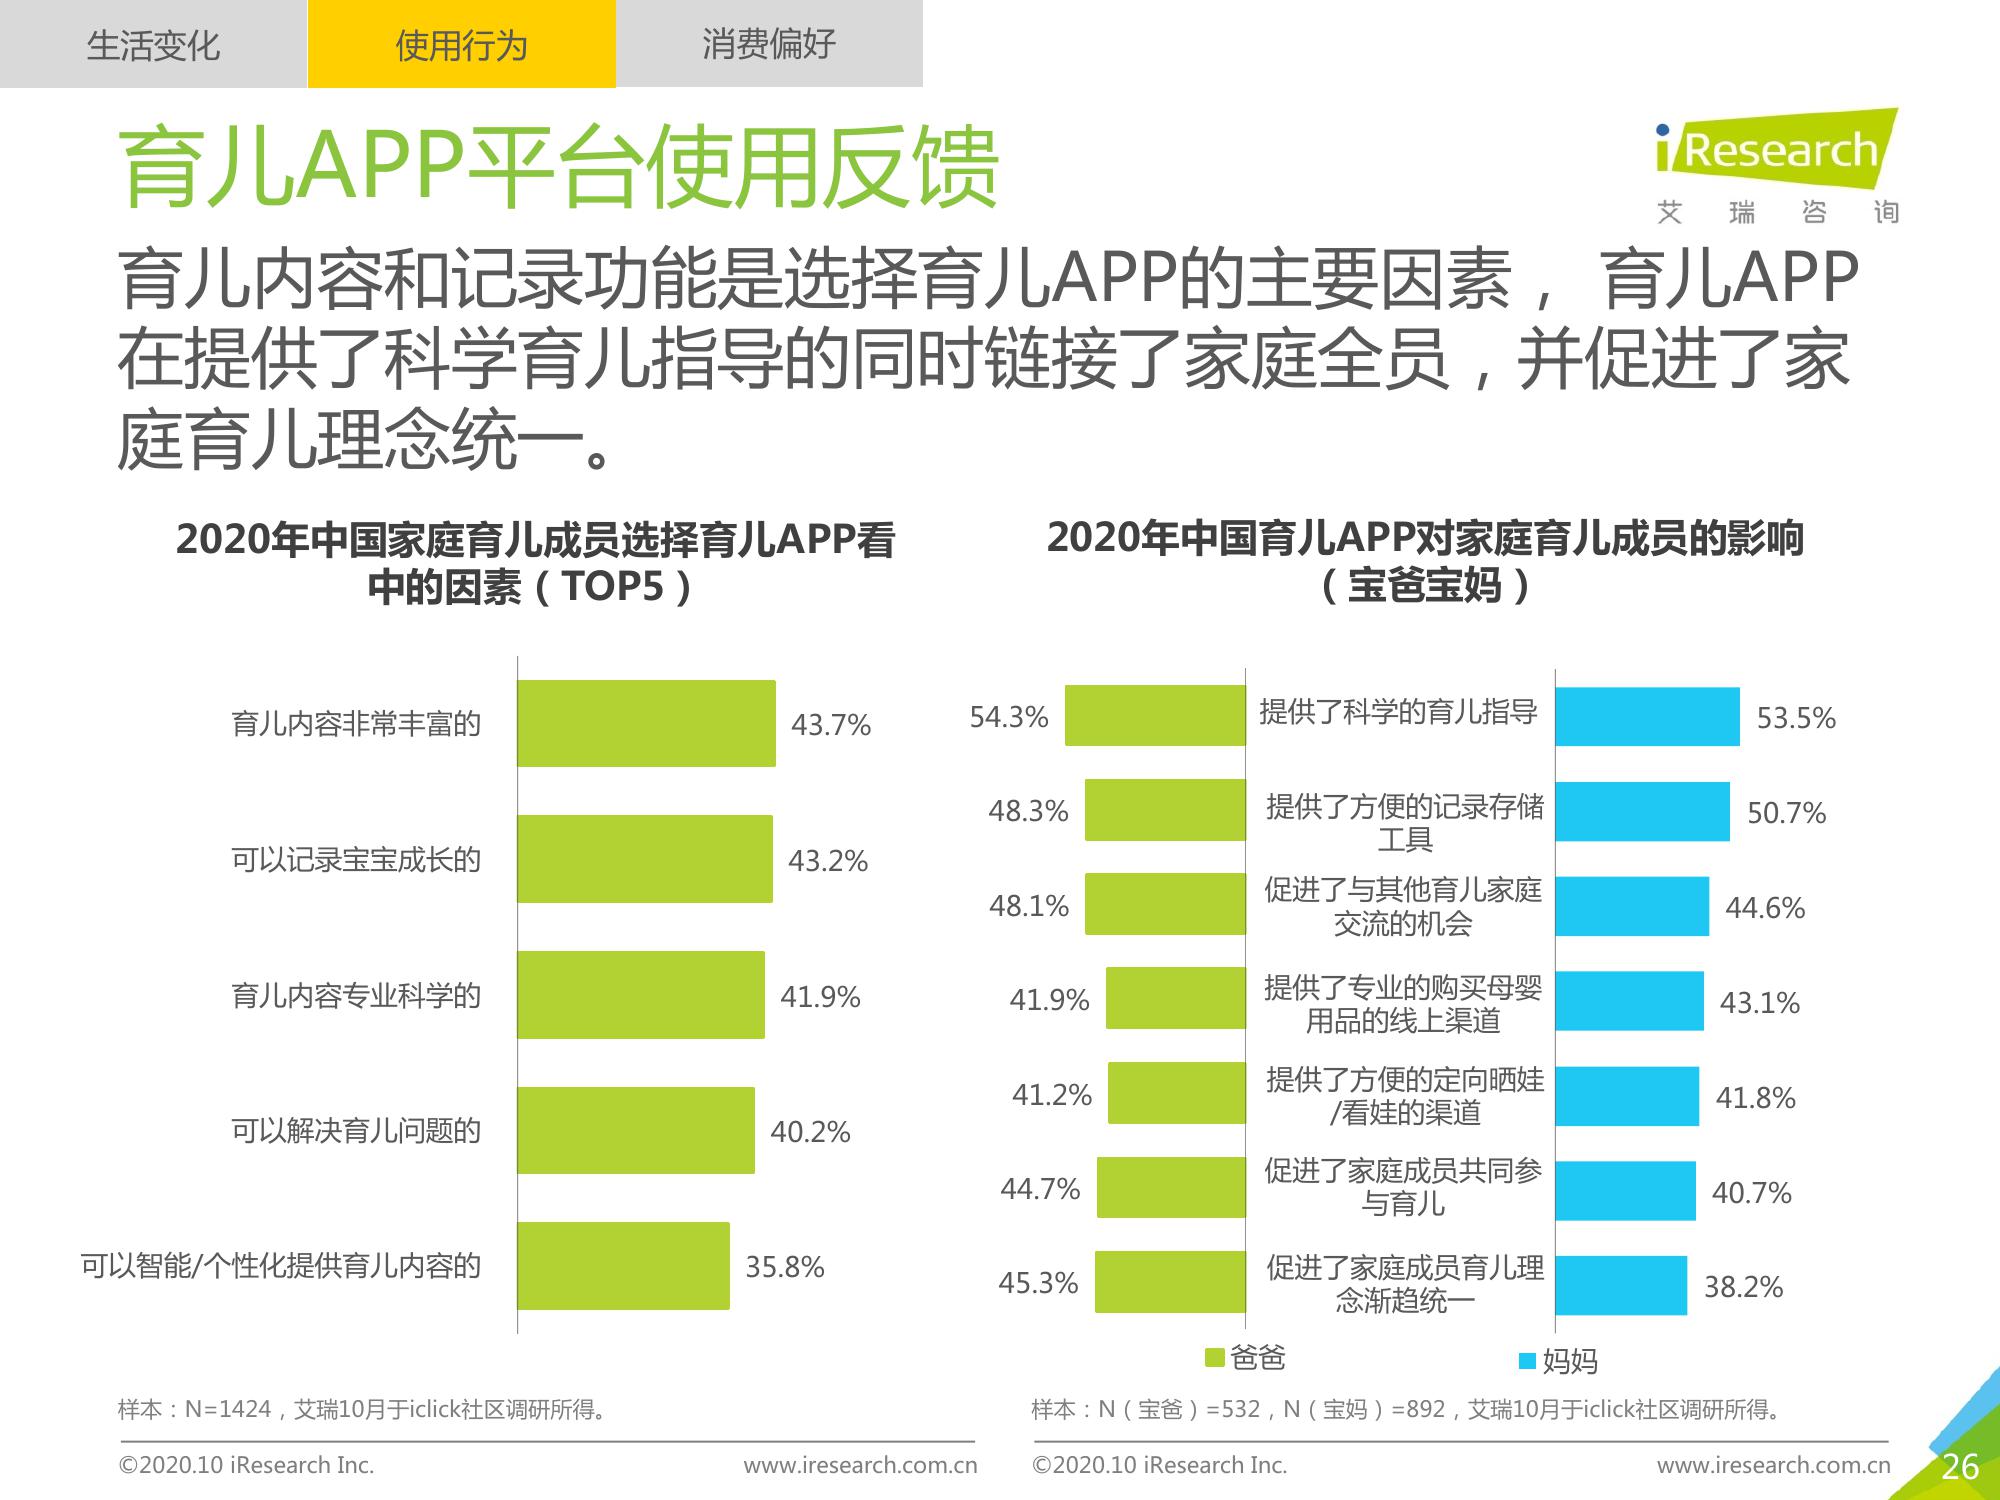 生活变化
使用行为
消费偏好
育儿APP平台使用反馈
iResearch
艾瑞咨询
育儿内容和记录功能是选择育儿APP的主要因素， 育儿APP
在提供了科学育儿指导的同时链接了家庭全员，并促进了家
庭育儿理念统一。
2020年中国家庭育儿成员选择育儿APP看
中的因素（TOP5）
育儿内容非常丰富的
43.7%
可以记录宝宝成长的
43.2%
育儿内容专业科学的
41.9%
可以解决育儿问题的
40.2%
可以智能/个性化提供育儿内容的
35.8%
样本：N=1424，艾瑞10月于iclick社区调研所得。
©2020.10 iResearch Inc.
www.iresearch.com.cn
2020年中国育儿APP对家庭育儿成员的影响
（宝爸宝妈）
54.3%
提供了科学的育儿指导
53.5%
48.3%
提供了方便的记录存储
工具
50.7%
48.1%
促进了与其他育儿家庭
交流的机会
44.6%
41.9%
提供了专业的购买母婴
用品的线上渠道
43.1%
41.2%
提供了方便的定向晒娃
/看娃的渠道
41.8%
44.7%
促进了家庭成员共同参
与育儿
40.7%
45.3%
促进了家庭成员育儿理
念渐趋统一
38.2%
爸爸
妈妈
样本：N（宝爸）=532，N（宝妈）=892，艾瑞10月于iclick社区调研所得。
©2020.10 iResearch Inc.
www.iresearch.com.cn
26